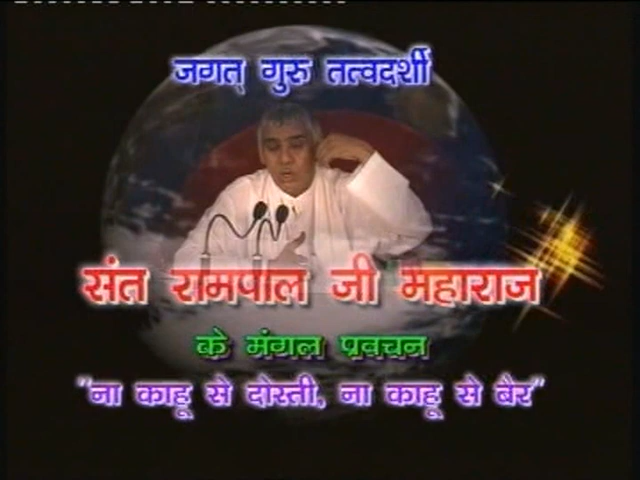 जगत् गुरु तत्वदर्शी
संत रामपाल जी महाराज
के मंगल प्रवचन
"ना काहू से दोस्ती, ना काहू से बैर"